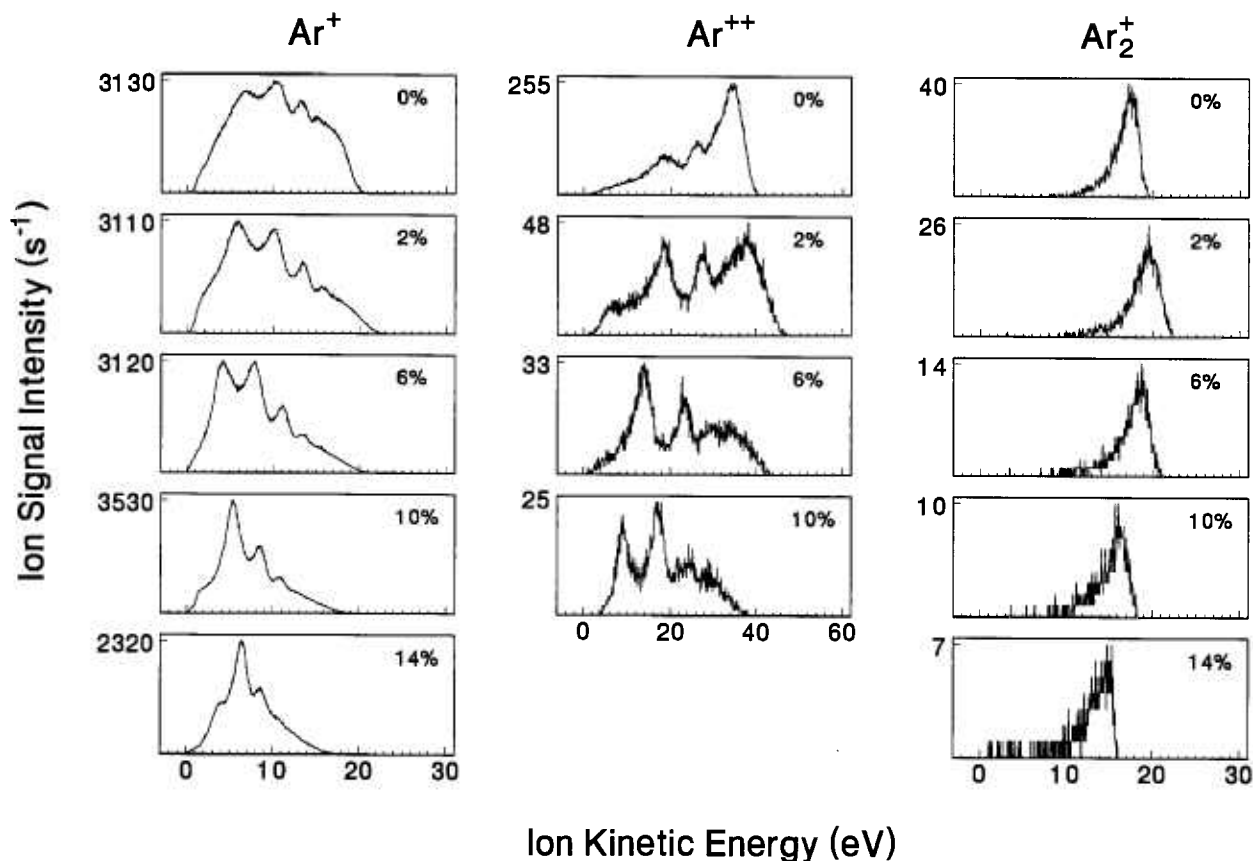 Ar+ Ar++ Ar2+
Ion Signal Intensity (s-1)
3130 0%
3110 2%
3120 6%
3530 10%
2320 14%
0 10 20 30
255 0%
48 2%
33 6%
25 10%
0 20 40 60
40 0%
26 2%
14 6%
10 10%
7 14%
0 10 20 30
Ion Kinetic Energy (eV)